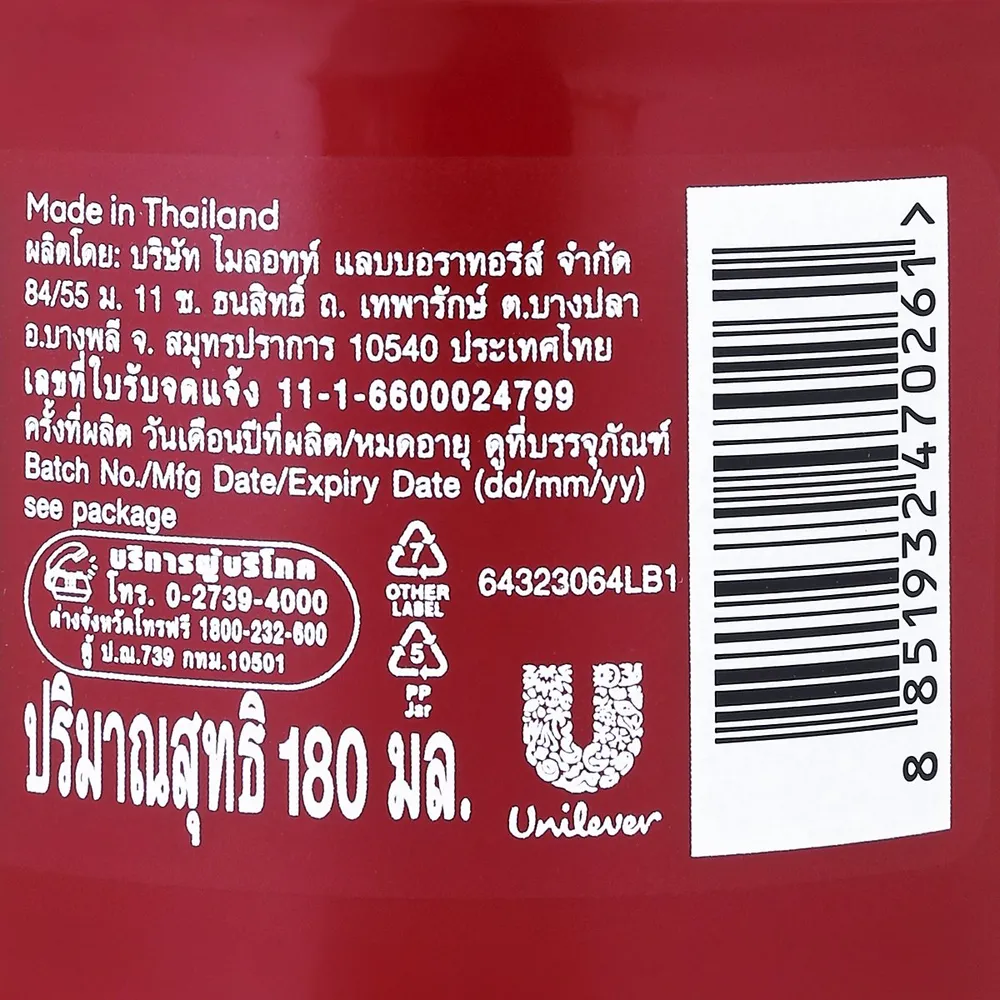 Made in Thailand
ผลิตโดย: บริษัท ไมลอทท์ แลบบอราทอรีส์ จำกัด
84/55 ม. 11 ซ. ธนสิทธิ์ ถ. เทพารักษ์ ต.บางปลา
อ.บางพลี จ. สมุทรปราการ 10540 ประเทศไทย
เลขที่ใบรับจดแจ้ง 11-1-6600024799
ครั้งที่ผลิต วันเดือนปีที่ผลิต/หมดอายุ ดูที่บรรจุภัณฑ์
Batch No./Mfg Date/Expiry Date (dd/mm/yy)
see package
บริการผู้บริโภค
โทร. 0-2739-4000
ต่างจังหวัดโทรฟรี 1800-232-600
ตู้ ป.ณ.739 กทม.10501
7
OTHER
LABEL
5
PP
Jar
64323064LB1
ปริมาณสุทธิ 180 มล.
Unilever
8 851932 470261 >